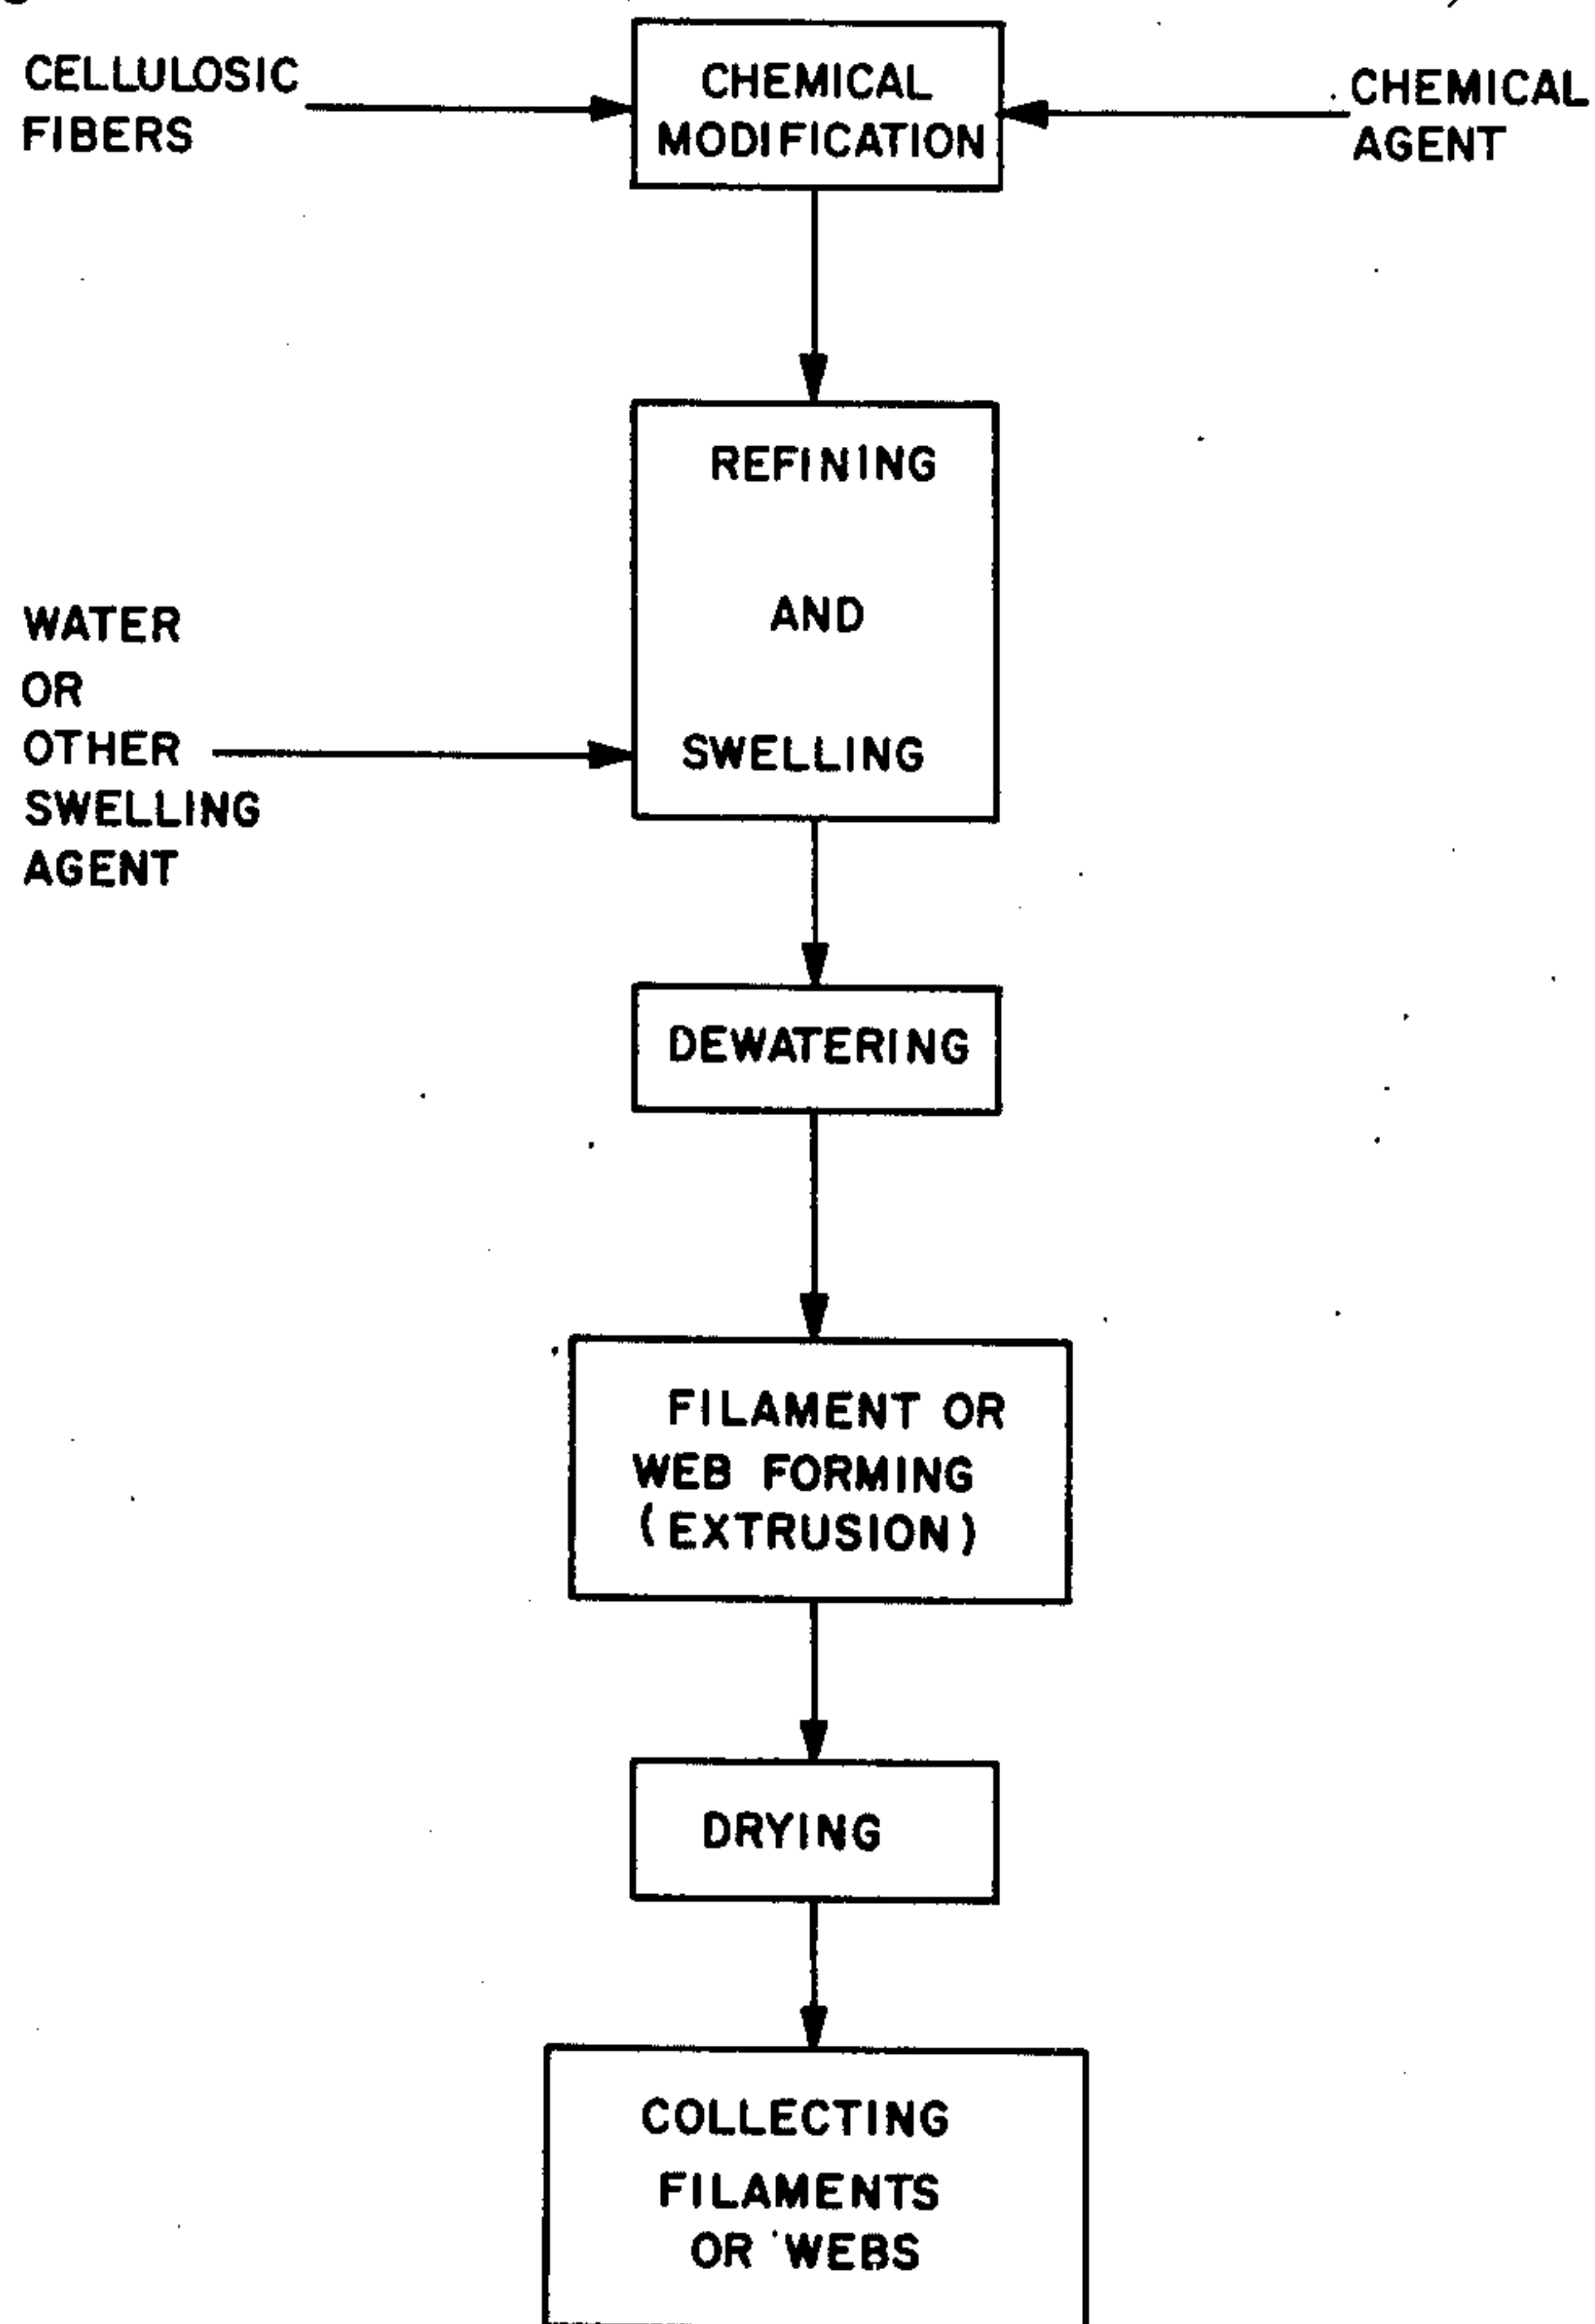 CELLULOSIC
FIBERS
CHEMICAL
MODIFICATION
CHEMICAL
AGENT
REFINING
AND
SWELLING
WATER
OR
OTHER
SWELLING
AGENT
DEWATERING
FILAMENT OR
WEB FORMING
(EXTRUSION)
DRYING
COLLECTING
FILAMENTS
OR WEBS